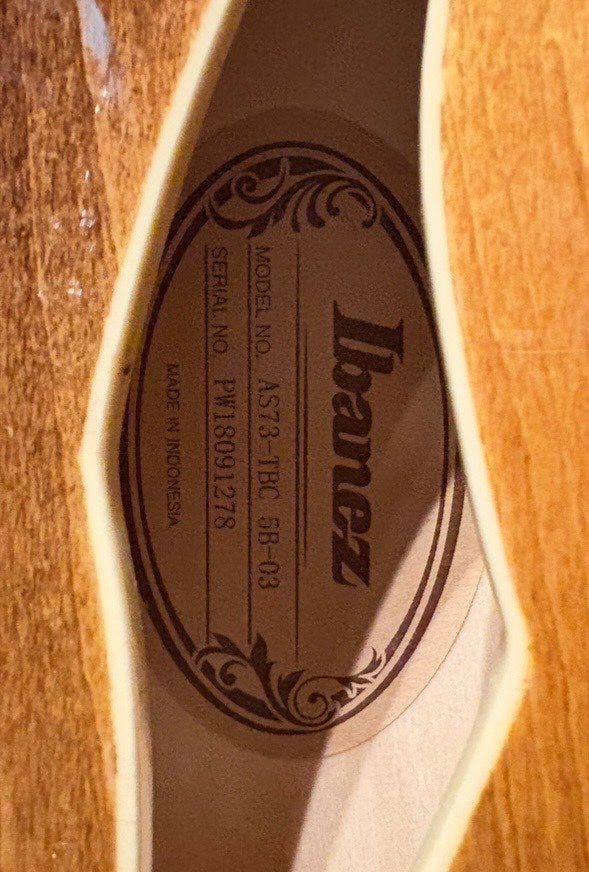 Ibanez
MODEL NO. AS73-TBC 5B-03
SERIAL NO. PW18091278
MADE IN INDONESIA